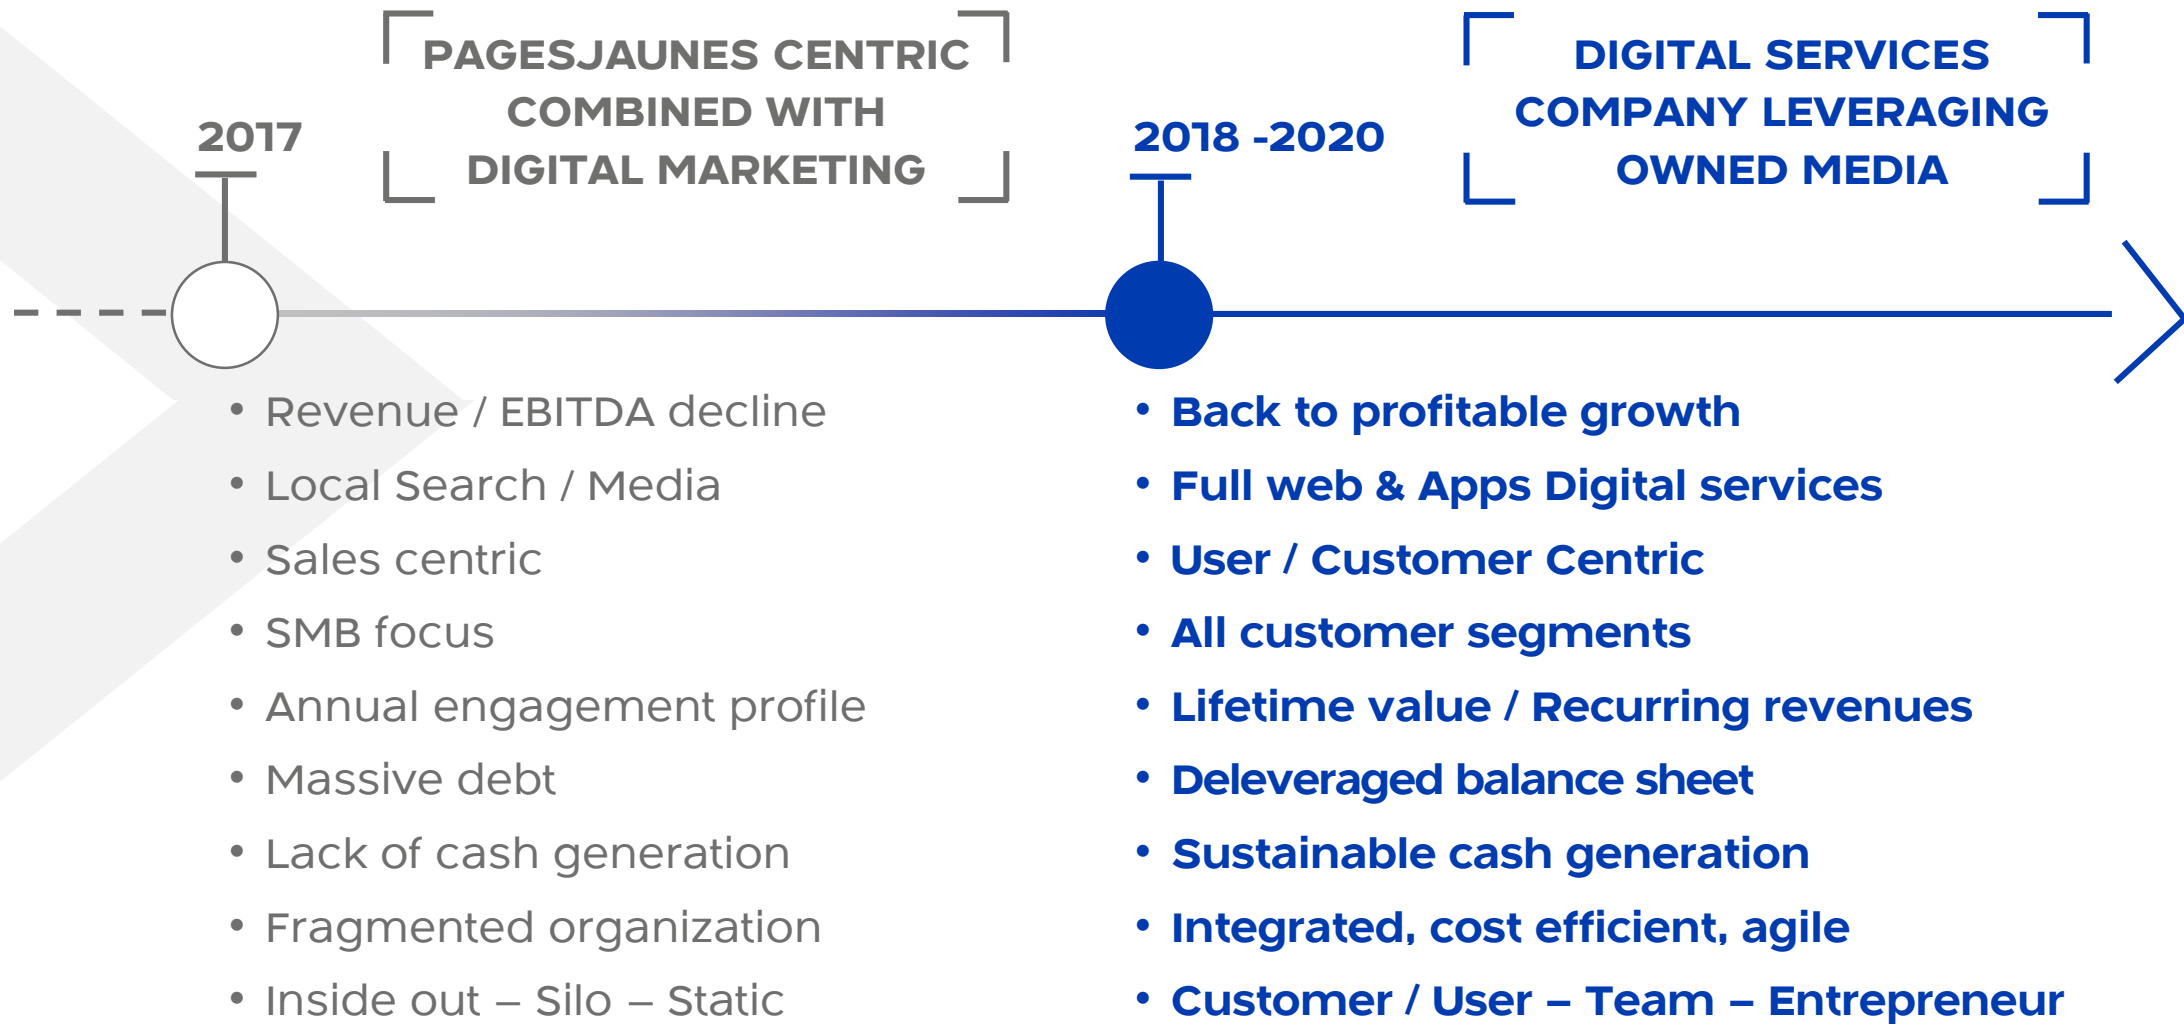 2017
PAGESJAUNES CENTRIC
COMBINED WITH
DIGITAL MARKETING
• Revenue / EBITDA decline
• Local Search / Media
• Sales centric
• SMB focus
• Annual engagement profile
• Massive debt
• Lack of cash generation
• Fragmented organization
• Inside out – Silo – Static
2018 -2020
DIGITAL SERVICES
COMPANY LEVERAGING
OWNED MEDIA
• Back to profitable growth
• Full web & Apps Digital services
• User / Customer Centric
• All customer segments
• Lifetime value / Recurring revenues
• Deleveraged balance sheet
• Sustainable cash generation
• Integrated, cost efficient, agile
• Customer / User – Team – Entrepreneur